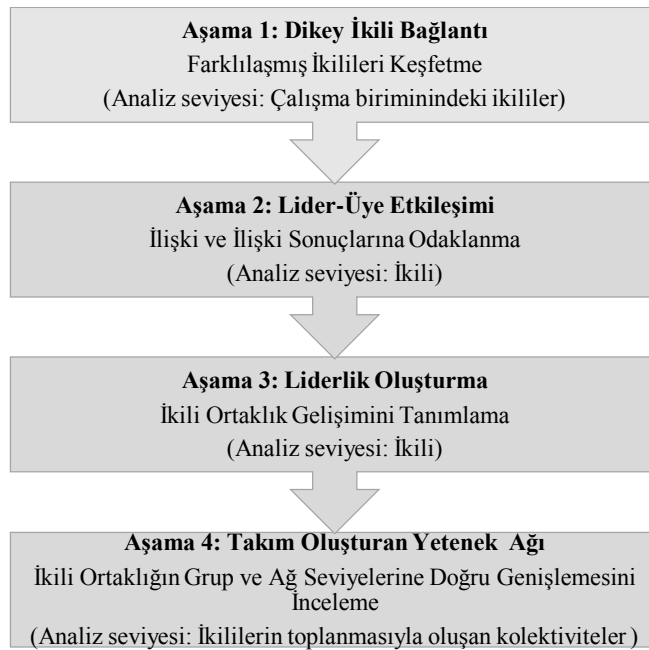 Aşama 1: Dikey İkili Bağlantı
Farklılaşmış İkilileri Keşfetme
(Analiz seviyesi: Çalışma biriminindeki ikililer)
Aşama 2: Lider-Üye Etkileşimi
İlişki ve İlişki Sonuçlarına Odaklanma
(Analiz seviyesi: İkili)
Aşama 3: Liderlik Oluşturma
İkili Ortaklık Gelişimini Tanımlama
(Analiz seviyesi: İkili)
Aşama 4: Takım Oluşturan Yetenek Ağı
İkili Ortaklığın Grup ve Ağ Seviyelerine Doğru Genişlemesini
İnceleme
(Analiz seviyesi: İkililerin toplanmasıyla oluşan kolektiviteler )